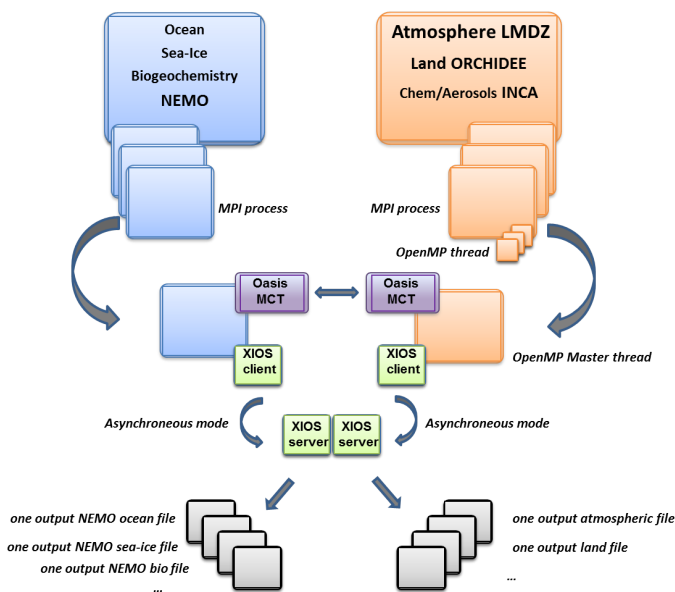 Ocean
Sea-Ice
Biogeochemistry
NEMO
Atmosphere LMDZ
Land ORCHIDEE
Chem/Aerosols INCA
MPI process
MPI process
OpenMP thread
Oasis
MCT
Oasis
MCT
XIOS
client
XIOS
client
OpenMP Master thread
Asynchroneous mode
XIOS
server
XIOS
server
Asynchroneous mode
one output NEMO ocean file
one output NEMO sea-ice file
one output NEMO bio file
...
one output atmospheric file
one output land file
...